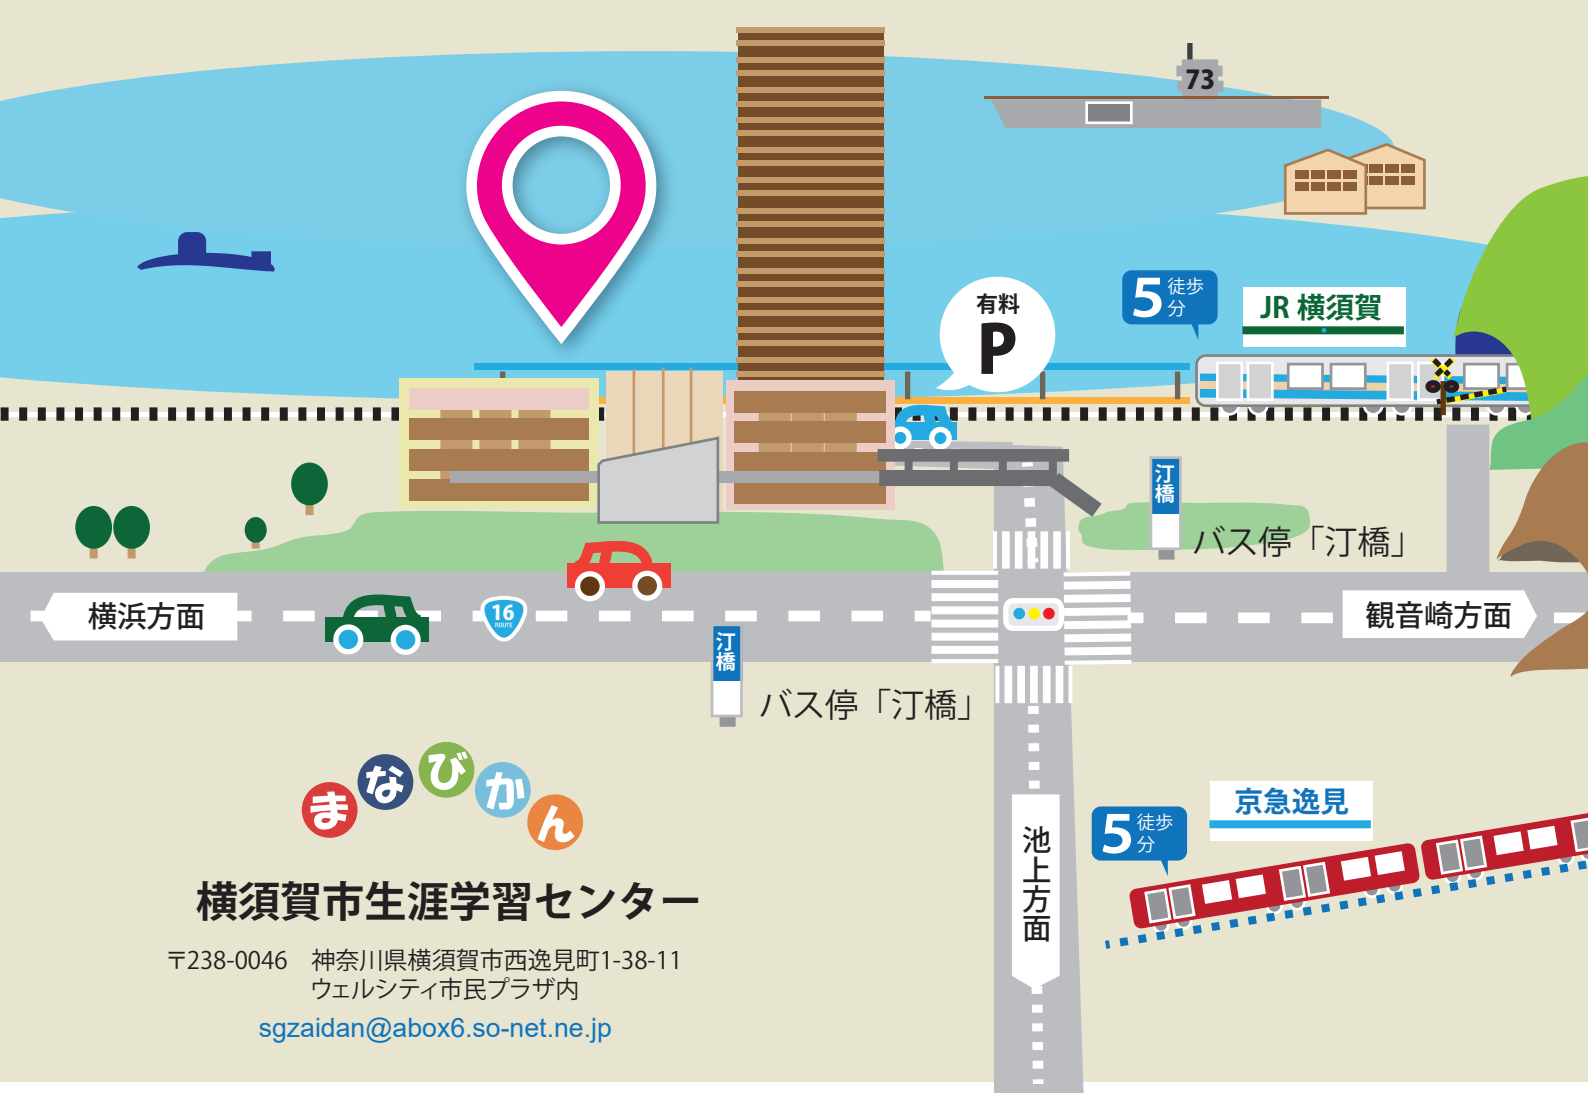 73
有料
P
5 徒歩分
JR 横須賀
汀橋
バス停「汀橋」
横浜方面
16
ROUTE
観音崎方面
汀橋
バス停「汀橋」
まなびかん
横須賀市生涯学習センター
〒238-0046　神奈川県横須賀市西逸見町1-38-11
ウェルシティ市民プラザ内
sgzaidan@abox6.so-net.ne.jp
池上方面
5 徒歩分
京急逸見